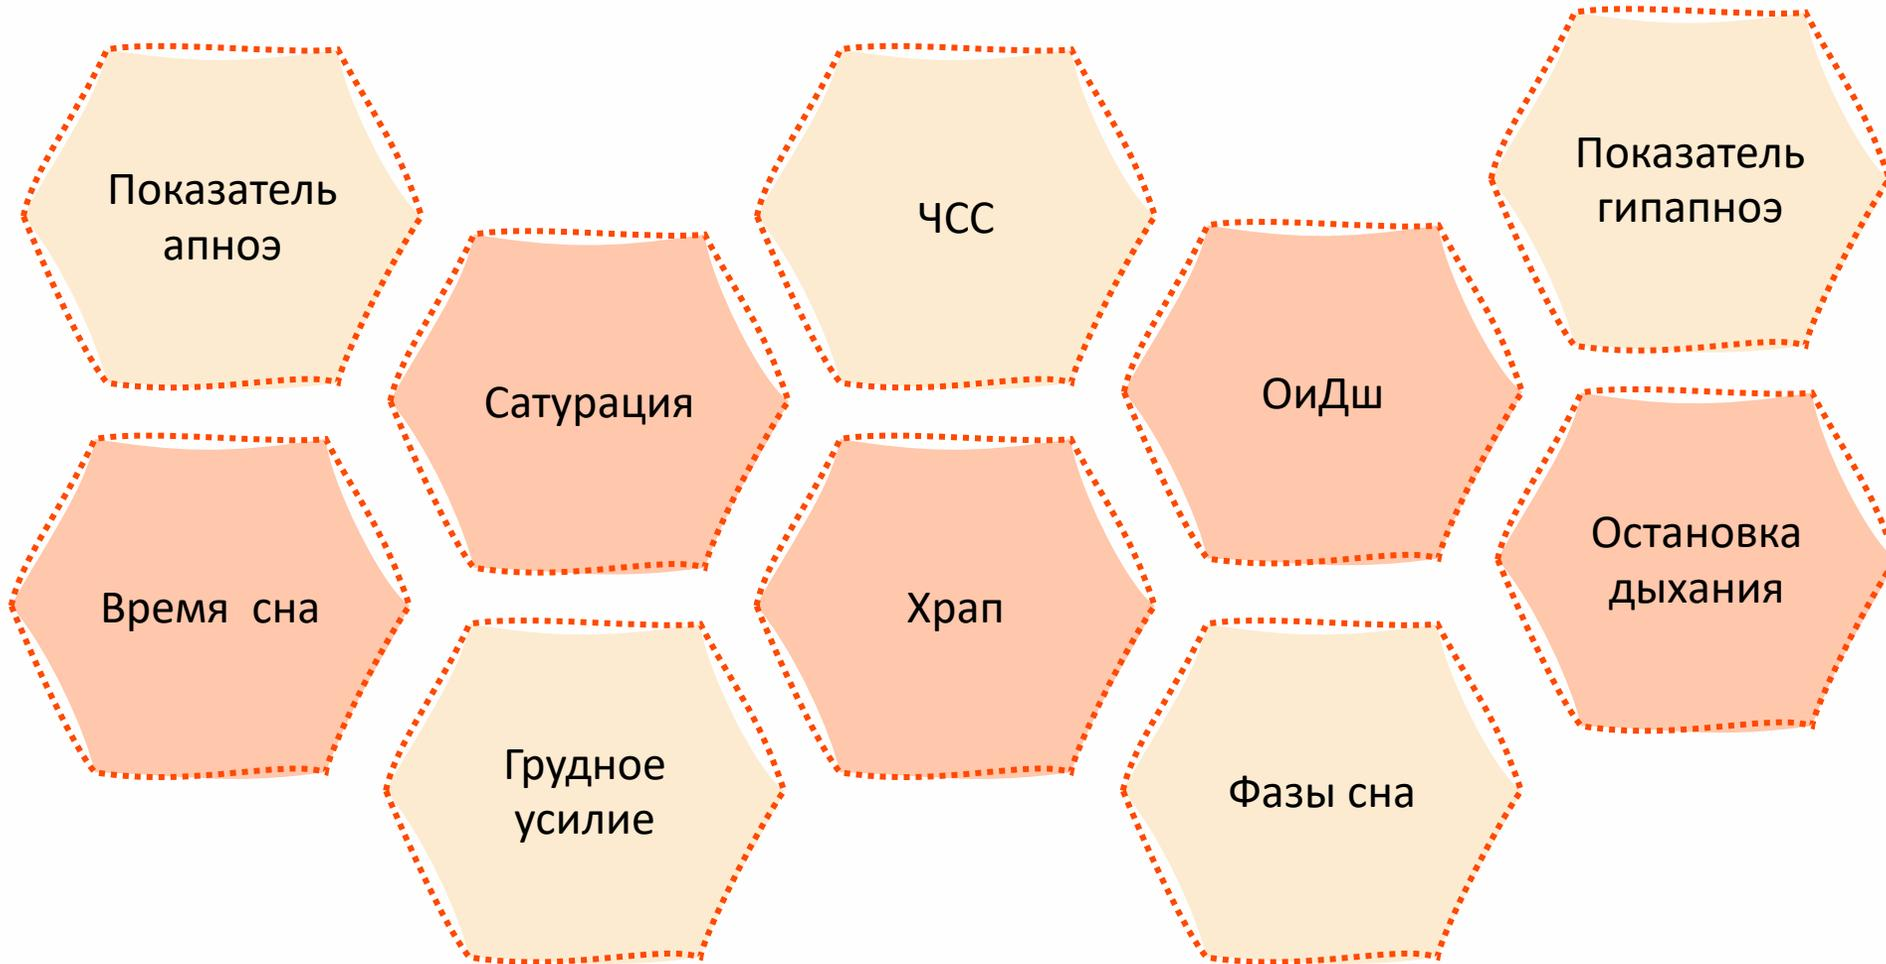 Показатель
апноэ
ЧСС
Показатель
гипапноэ
Сатурация
ОиДш
Время сна
Храп
Остановка
дыхания
Грудное
усилие
Фазы сна